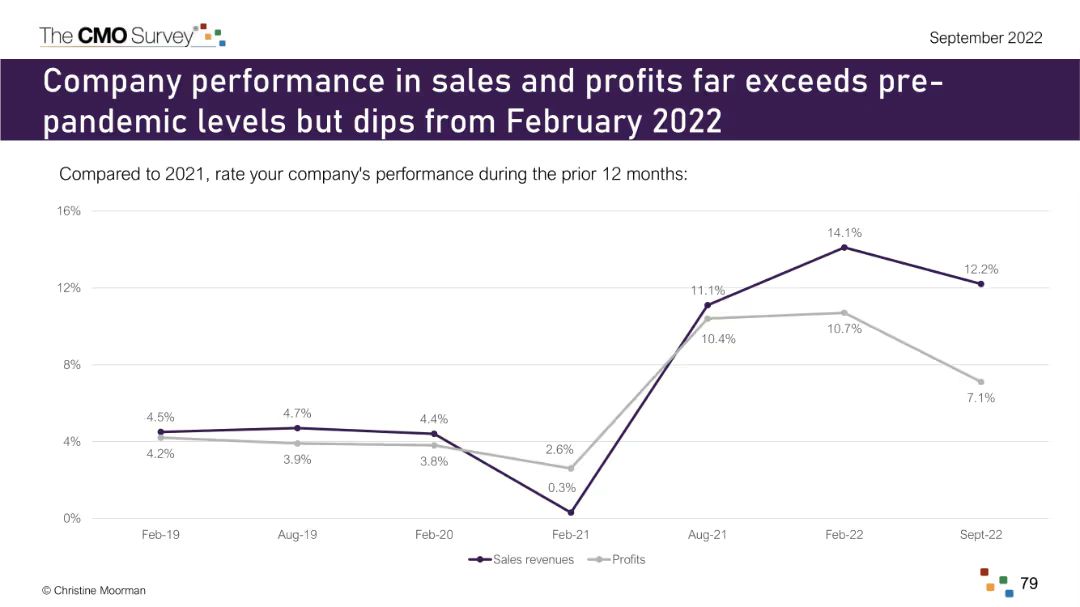 The CMO Survey
September 2022
Company performance in sales and profits far exceeds pre-
pandemic levels but dips from February 2022
Compared to 2021, rate your company's performance during the prior 12 months:
16%
12%
8%
4%
0%
4.5%
4.7%
4.4%
0.3%
11.1%
14.1%
12.2%
4.2%
3.9%
3.8%
2.6%
10.4%
10.7%
7.1%
Feb-19
Aug-19
Feb-20
Feb-21
Aug-21
Feb-22
Sept-22
Sales revenues
Profits
© Christine Moorman
79